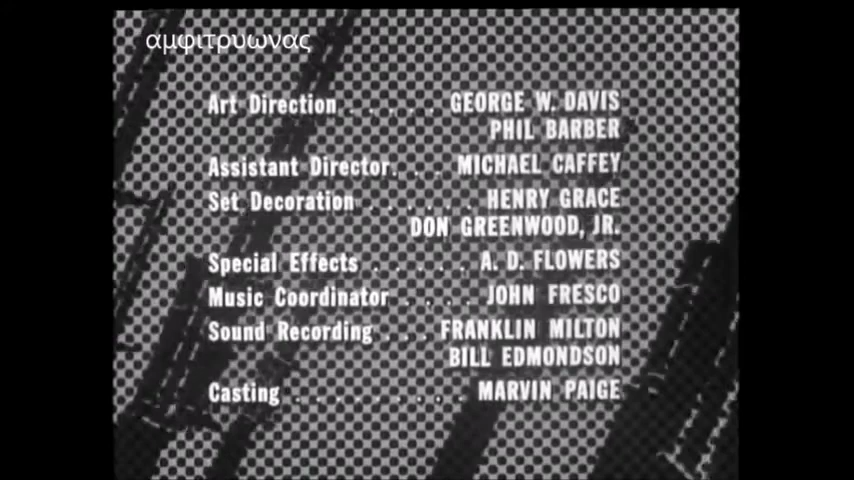 αμφιτρυωνας
Art Direction . . . . . GEORGE W. DAVIS
PHIL BARBER
Assistant Director. . . MICHAEL CAFFEY
Set Decoration . . . . . . HENRY GRACE
DON GREENWOOD, JR.
Special Effects . . . . . A. D. FLOWERS
Music Coordinator . . . . JOHN FRESCO
Sound Recording . . . FRANKLIN MILTON
BILL EDMONDSON
Casting . . . . . . . . . MARVIN PAIGE